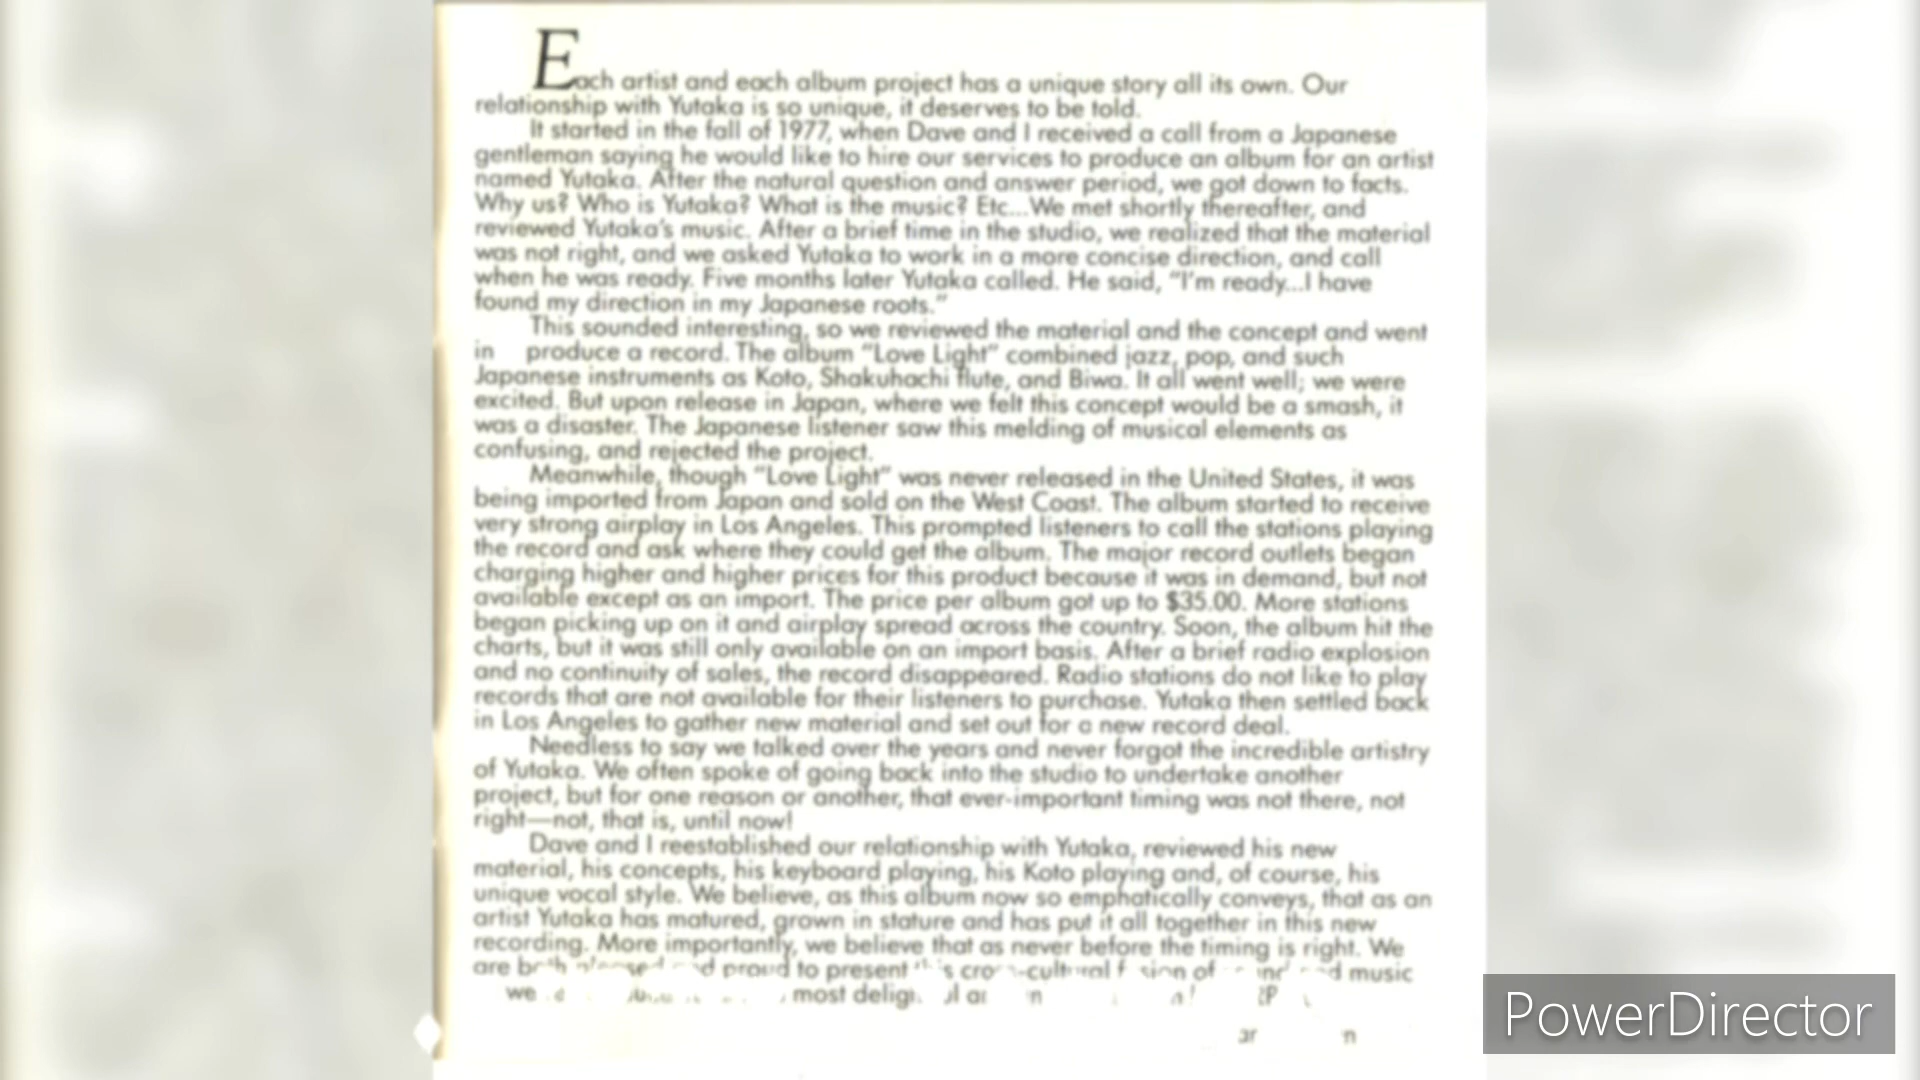 Each artist and each album project has a unique story all its own. Our
relationship with Yutaka is so unique, it deserves to be told.
It started in the fall of 1977, when Dave and I received a call from a Japanese
gentleman saying he would like to hire our services to produce an album for an artist
named Yutaka. After the natural question and answer period, we got down to facts.
Why us? Who is Yutaka? What is the music? Etc...We met shortly thereafter, and
reviewed Yutaka's music. After a brief time in the studio, we realized that the material
was not right, and we asked Yutaka to work in a more concise direction, and call
when he was ready. Five months later Yutaka called. He said, "I'm ready...I have
found my direction in my Japanese roots."
This sounded interesting, so we reviewed the material and the concept and went
in produce a record. The album "Love Light" combined jazz, pop, and such
Japanese instruments as Koto, Shakuhachi flute, and Biwa. It all went well; we were
excited. But upon release in Japan, where we felt this concept would be a smash, it
was a disaster. The Japanese listener saw this melding of musical elements as
confusing, and rejected the project.
Meanwhile, though "Love Light" was never released in the United States, it was
being imported from Japan and sold on the West Coast. The album started to receive
very strong airplay in Los Angeles. This prompted listeners to call the stations playing
the record and ask where they could get the album. The major record outlets began
charging higher and higher prices for this product because it was in demand, but not
available except as an import. The price per album got up to $35.00. More stations
began picking up on it and airplay spread across the country. Soon, the album hit the
charts, but it was still only available on an import basis. After a brief radio explosion
and no continuity of sales, the record disappeared. Radio stations do not like to play
records that are not available for their listeners to purchase. Yutaka then settled back
in Los Angeles to gather new material and set out for a new record deal.
Needless to say we talked over the years and never forgot the incredible artistry
of Yutaka. We often spoke of going back into the studio to undertake another
project, but for one reason or another, that ever-important timing was not there, not
right—not, that is, until now!
Dave and I reestablished our relationship with Yutaka, reviewed his new
material, his concepts, his keyboard playing, his Koto playing and, of course, his
unique vocal style. We believe, as this album now so emphatically conveys, that as an
artist Yutaka has matured, grown in stature and has put it all together in this new
recording. More importantly, we believe that as never before the timing is right. We
are both pleased and proud to present this cross-cultural fusion of music
we most
PowerDirector